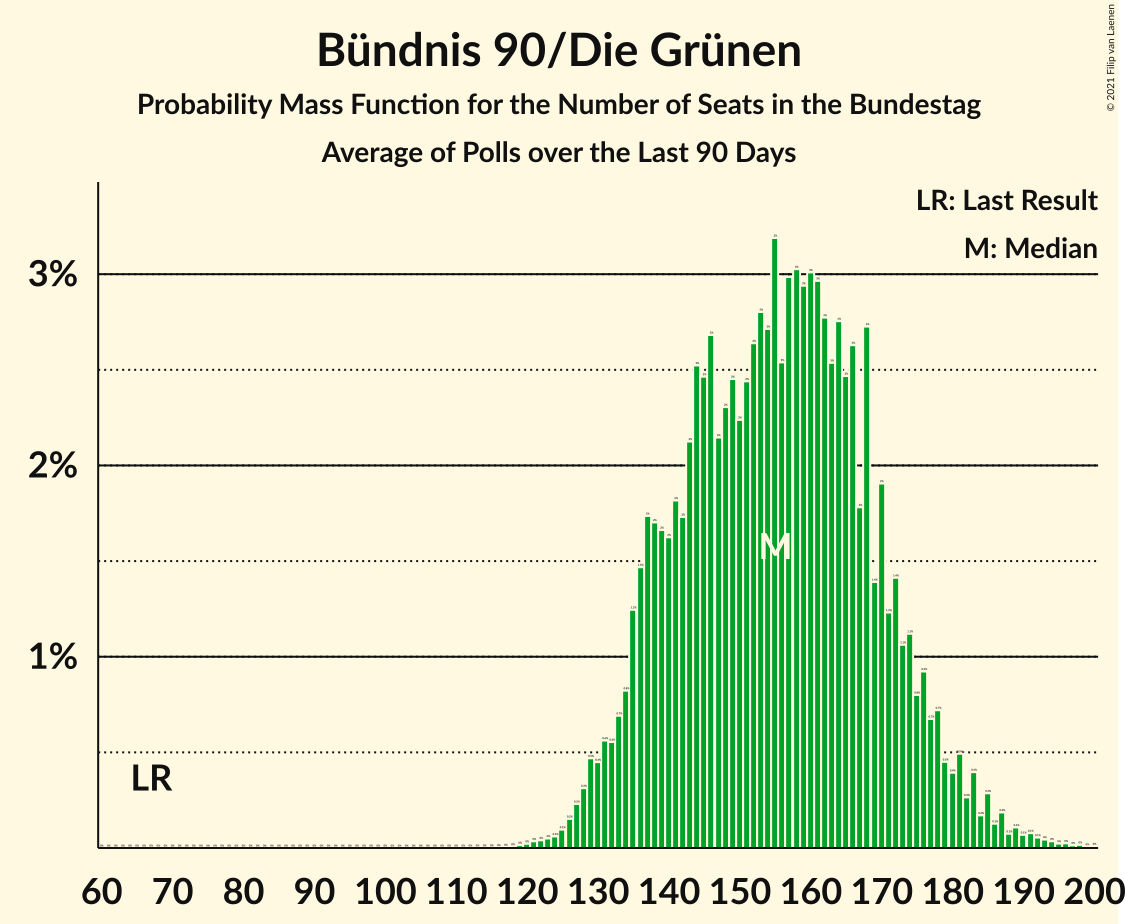 Bündnis 90/Die Grünen
Probability Mass Function for the Number of Seats in the Bundestag
Average of Polls over the Last 90 Days
© 2021 Filip van Laenen
LR: Last Result
M: Median
3%
2%
1%
M
LR
60 70 80 90 100 110 120 130 140 150 160 170 180 190 200